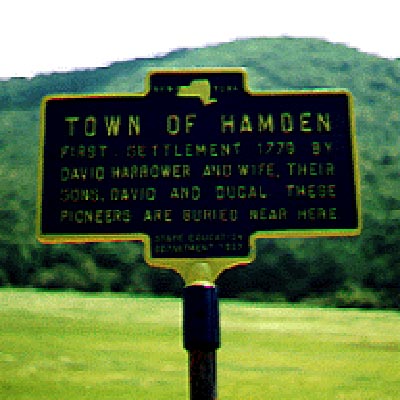 NEW YORK
TOWN OF HAMDEN
FIRST SETTLEMENT 1779 BY
DAVID HARROWER AND WIFE, THEIR
SONS, DAVID AND DUGAL. THESE
PIONEERS ARE BURIED NEAR HERE.
STATE EDUCATION
DEPARTMENT